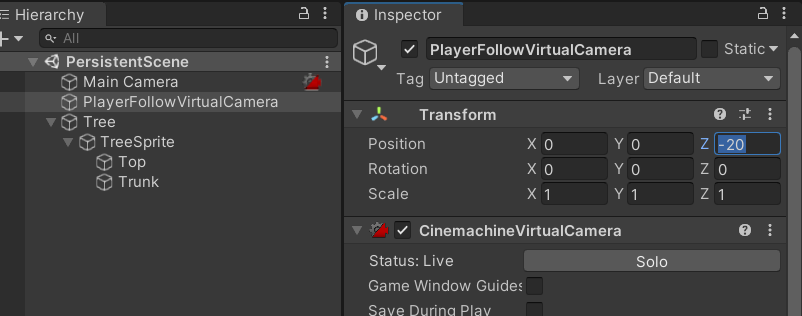 Hierarchy
All
PersistentScene
Main Camera
PlayerFollowVirtualCamera
Tree
TreeSprite
Top
Trunk
Inspector
PlayerFollowVirtualCamera Static
Tag Untagged Layer Default
Transform
Position X 0 Y 0 Z -20
Rotation X 0 Y 0 Z 0
Scale X 1 Y 1 Z 1
CinemachineVirtualCamera
Status: Live Solo
Game Window Guides
Save During Play